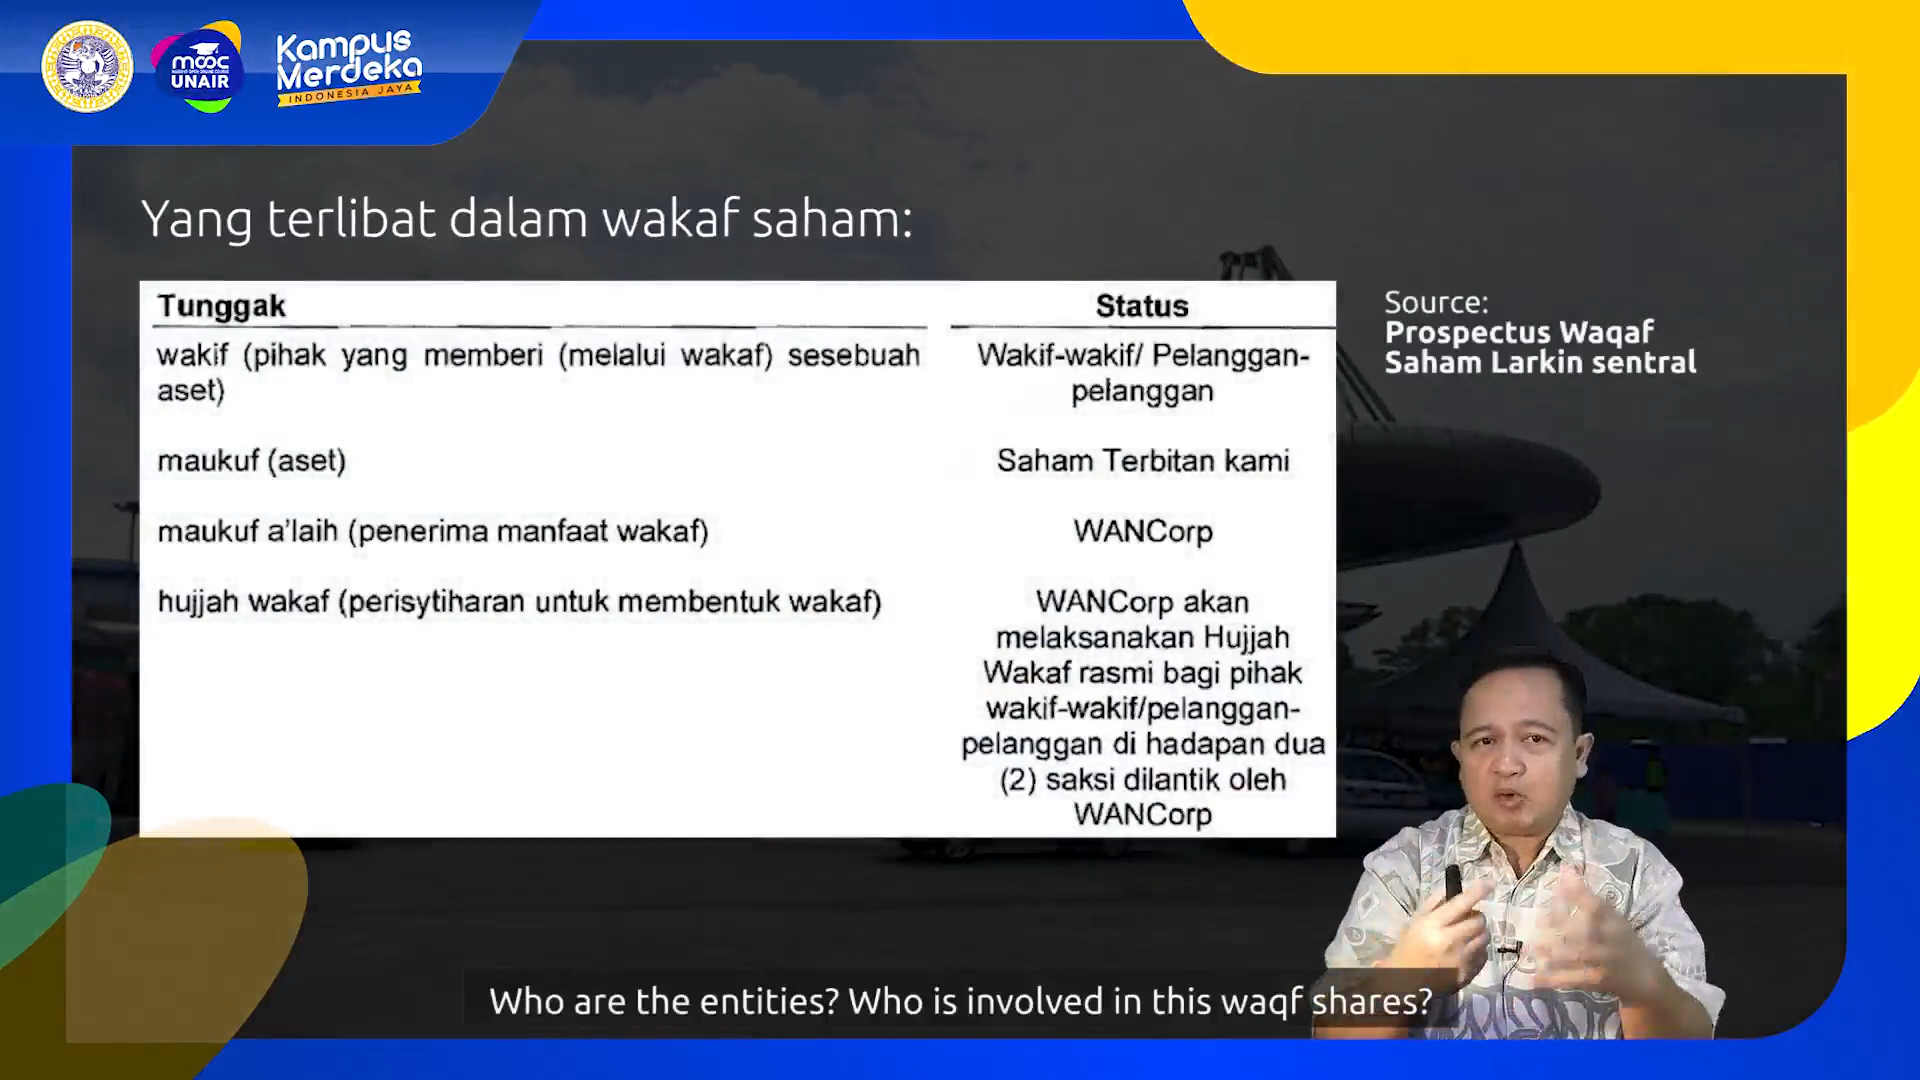 mooc
UNAIR
Kampus
Merdeka
INDONESIA JAYA
Yang terlibat dalam wakaf saham:
Tunggak
Status
wakif (pihak yang memberi (melalui wakaf) sesebuah
aset)
Wakif-wakif/ Pelanggan-
pelanggan
maukuf (aset)
Saham Terbitan kami
maukuf a'laih (penerima manfaat wakaf)
WANCorp
hujjah wakaf (perisytiharan untuk membentuk wakaf)
WANCorp akan
melaksanakan Hujjah
Wakaf rasmi bagi pihak
wakif-wakif/pelanggan-
pelanggan di hadapan dua
(2) saksi dilantik oleh
WANCorp
Source:
Prospectus Waqaf
Saham Larkin sentral
Who are the entities? Who is involved in this waqf shares?